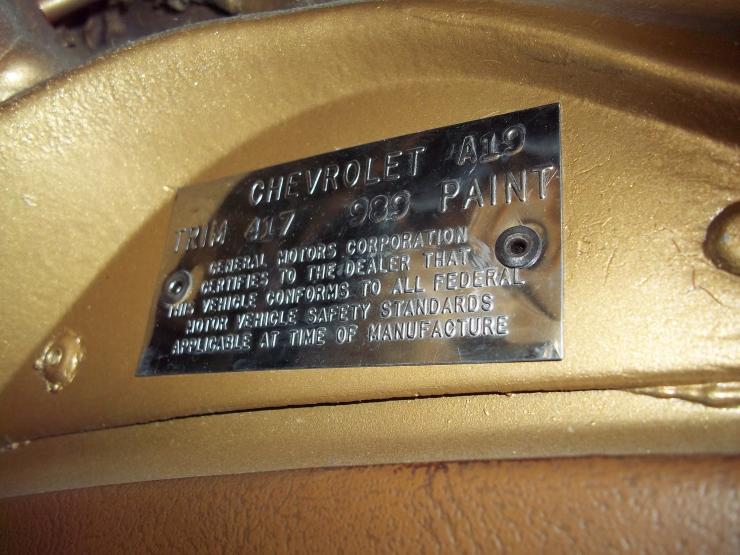 CHEVROLET A19
TRIM 417 989 PAINT
GENERAL MOTORS CORPORATION
CERTIFIES TO THE DEALER THAT
THIS VEHICLE CONFORMS TO ALL FEDERAL
MOTOR VEHICLE SAFETY STANDARDS
APPLICABLE AT TIME OF MANUFACTURE